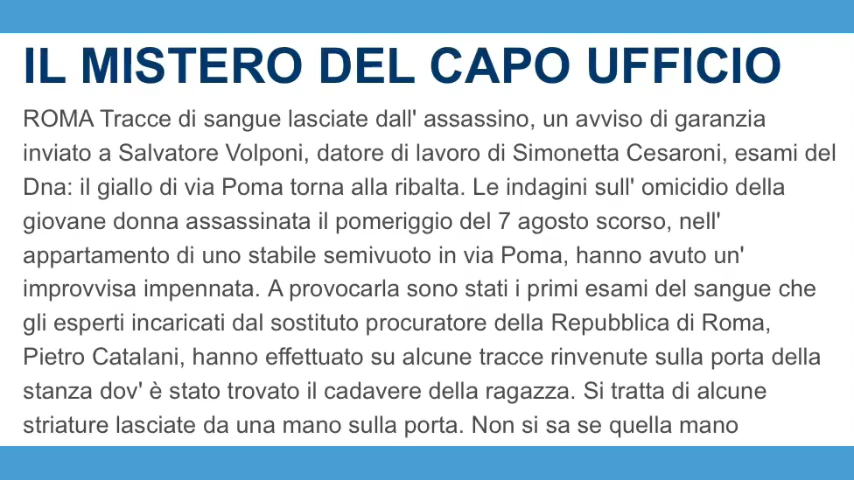 IL MISTERO DEL CAPO UFFICIO
ROMA Tracce di sangue lasciate dall' assassino, un avviso di garanzia
inviato a Salvatore Volponi, datore di lavoro di Simonetta Cesaroni, esami del
Dna: il giallo di via Poma torna alla ribalta. Le indagini sull' omicidio della
giovane donna assassinata il pomeriggio del 7 agosto scorso, nell'
appartamento di uno stabile semivuoto in via Poma, hanno avuto un'
improvvisa impennata. A provocarla sono stati i primi esami del sangue che
gli esperti incaricati dal sostituto procuratore della Repubblica di Roma,
Pietro Catalani, hanno effettuato su alcune tracce rinvenute sulla porta della
stanza dov' è stato trovato il cadavere della ragazza. Si tratta di alcune
striature lasciate da una mano sulla porta. Non si sa se quella mano